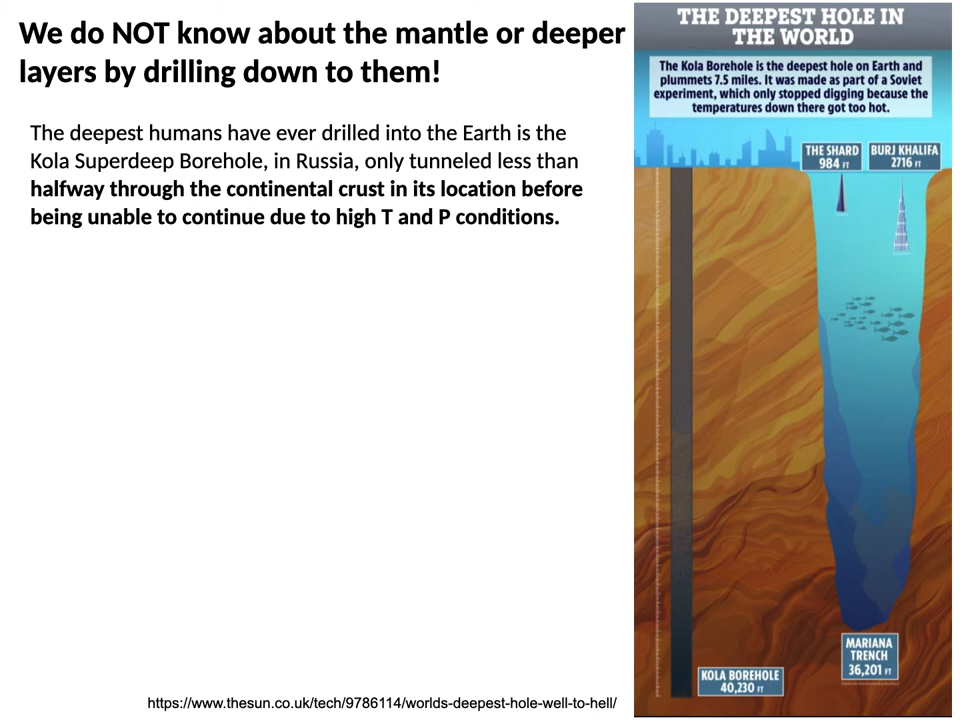 We do NOT know about the mantle or deeper
layers by drilling down to them!
The deepest humans have ever drilled into the Earth is the
Kola Superdeep Borehole, in Russia, only tunneled less than
halfway through the continental crust in its location before
being unable to continue due to high T and P conditions.
https://www.thesun.co.uk/tech/9786114/worlds-deepest-hole-well-to-hell/
THE DEEPEST HOLE IN
THE WORLD
The Kola Borehole is the deepest hole on Earth and
plummets 7.5 miles. It was made as part of a Soviet
experiment, which only stopped digging because the
temperatures down there got too hot.
THE SHARD
984 FT
BURJ KHALIFA
2716 FT
MARIANA
TRENCH
36,201 FT
KOLA BOREHOLE
40,230 FT